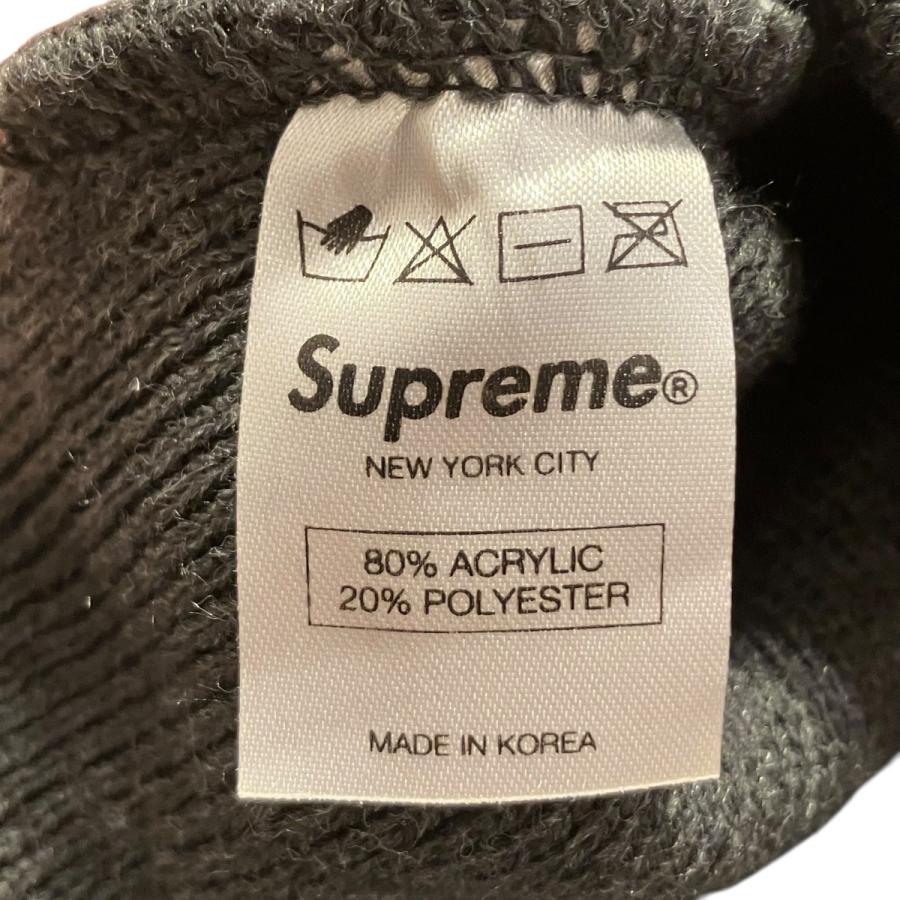 Supreme®
NEW YORK CITY
80% ACRYLIC
20% POLYESTER
MADE IN KOREA